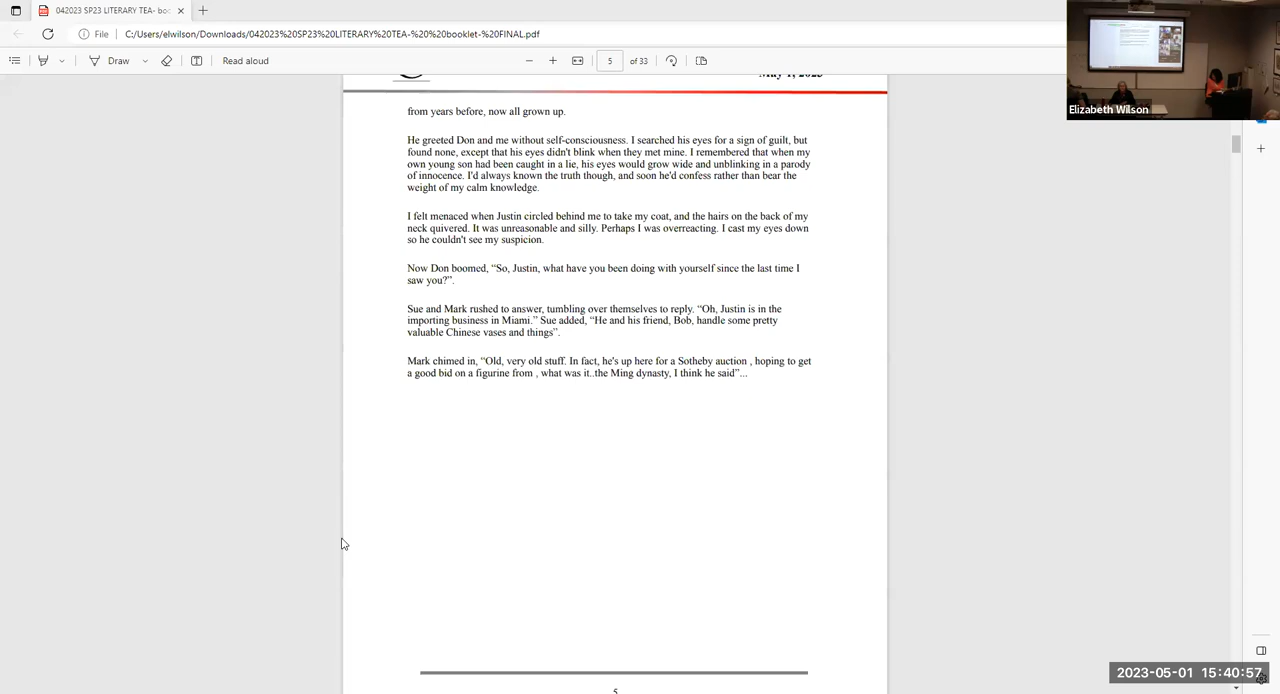 042023 SP23 LITERARY TEA- boo
File
C:/Users/elwilson/Downloads/042023%20SP23%20LITERARY%20TEA-%20%20booklet-%20FINAL.pdf
Draw
Read aloud
5
of 33
Elizabeth Wilson
May 1, 2023
from years before, now all grown up.
He greeted Don and me without self-consciousness. I searched his eyes for a sign of guilt, but
found none, except that his eyes didn't blink when they met mine. I remembered that when my
own young son had been caught in a lie, his eyes would grow wide and unblinking in a parody
of innocence. I'd always known the truth though, and soon he'd confess rather than bear the
weight of my calm knowledge.
I felt menaced when Justin circled behind me to take my coat, and the hairs on the back of my
neck quivered. It was unreasonable and silly. Perhaps I was overreacting. I cast my eyes down
so he couldn't see my suspicion.
Now Don boomed, “So, Justin, what have you been doing with yourself since the last time I
saw you?”.
Sue and Mark rushed to answer, tumbling over themselves to reply. “Oh, Justin is in the
importing business in Miami.” Sue added, “He and his friend, Bob, handle some pretty
valuable Chinese vases and things”.
Mark chimed in, “Old, very old stuff. In fact, he's up here for a Sotheby auction , hoping to get
a good bid on a figurine from , what was it..the Ming dynasty, I think he said”...
5
2023-05-01 15:40:57